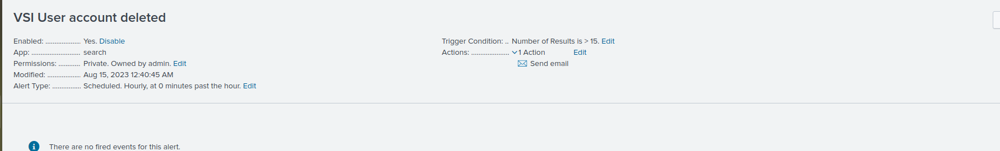 VSI User account deleted
Enabled: .................... Yes. Disable
App: ........................... search
Permissions: ............ Private. Owned by admin. Edit
Modified: ................... Aug 15, 2023 12:40:45 AM
Alert Type: ................ Scheduled. Hourly, at 0 minutes past the hour. Edit
Trigger Condition: .. Number of Results is > 15. Edit
Actions: ..................... 1 Action Edit
Send email
There are no fired events for this alert.